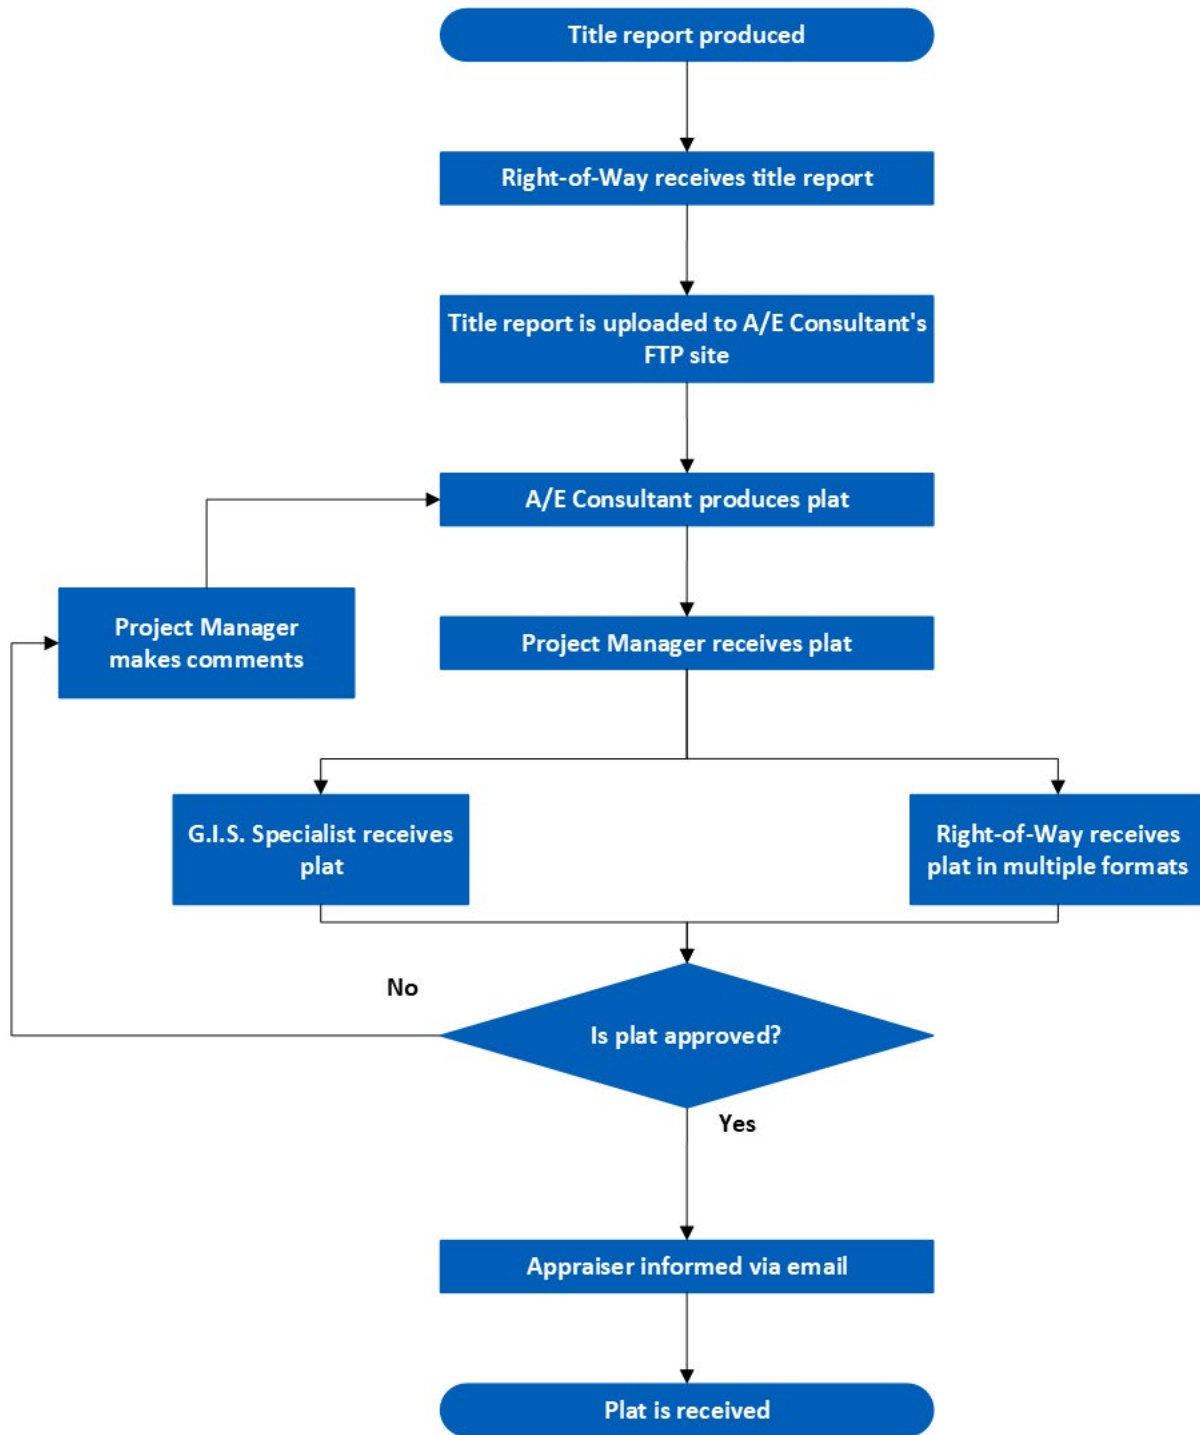 Title report produced
Right-of-Way receives title report
Title report is uploaded to A/E Consultant's
FTP site
A/E Consultant produces plat
Project Manager
makes comments
Project Manager receives plat
G.I.S. Specialist receives
plat
Right-of-Way receives
plat in multiple formats
No
Is plat approved?
Yes
Appraiser informed via email
Plat is received